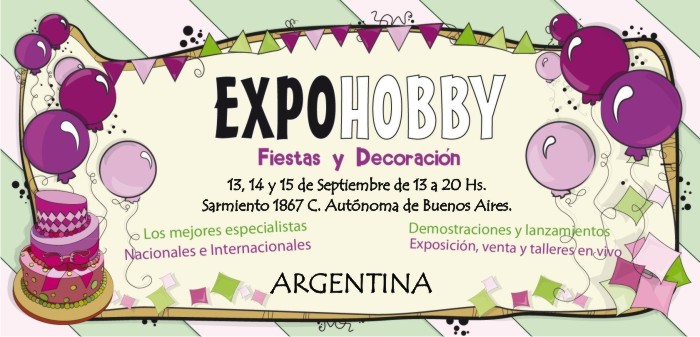 EXPOHOBBY
Fiestas y Decoración
13, 14 y 15 de Septiembre de 13 a 20 Hs.
Sarmiento 1867 C. Autónoma de Buenos Aires.
Los mejores especialistas
Nacionales e Internacionales
Demostraciones y lanzamientos
Exposición, venta y talleres en vivo
ARGENTINA